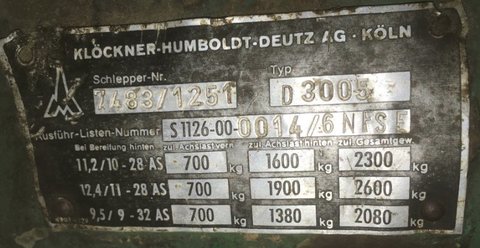 KLÖCKNER-HUMBOLDT-DEUTZ AG · KÖLN
Schlepper-Nr. Typ
7483/1251 D 3005
Ausführ-Listen-Nummer S1126-00-0014/.6 NFS F
Bei Bereifung hinten zul. Achslast vorn zul. Achslast hinten zul. Gesamtgew.
11,2/10 - 28 AS 700 kg 1600 kg 2300 kg
12,4/11 - 28 AS 700 kg 1900 kg 2600 kg
9,5/9 - 32 AS 700 kg 1380 kg 2080 kg